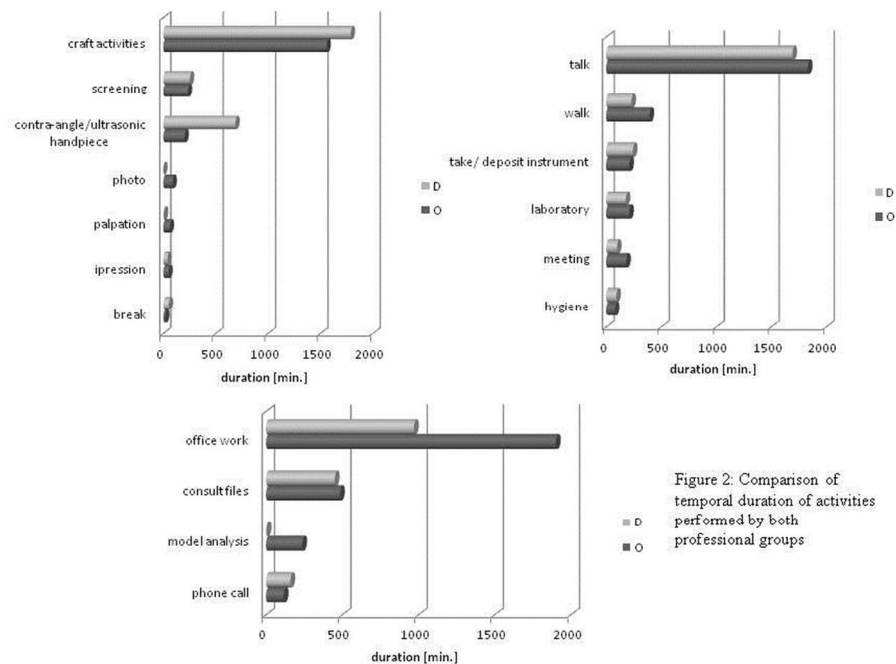 craft activities
screening
contra-angle/ultrasonic
handpiece
photo
palpation
ipression
break
0 500 1000 1500 2000
duration [min.]
D
O
talk
walk
take/ deposit instrument
laboratory
meeting
hygiene
0 500 1000 1500 2000
duration [min.]
D
O
office work
consult files
model analysis
phone call
0 500 1000 1500 2000
duration [min.]
D
O
Figure 2: Comparison of
temporal duration of activities
performed by both
professional groups